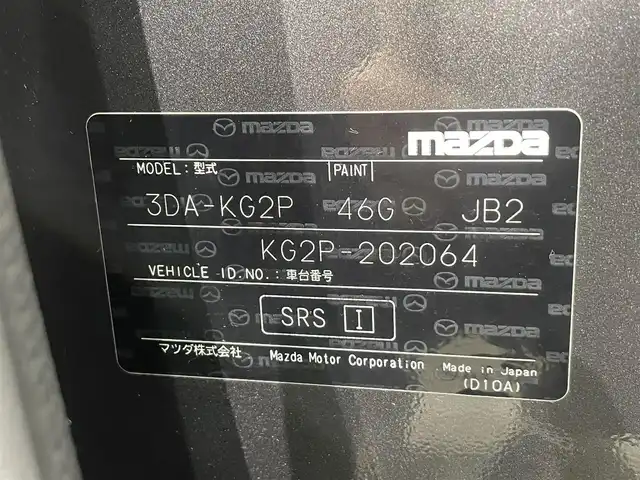 mazda
MODEL: 型式 PAINT
3DA-KG2P 46G JB2
KG2P-202064
VEHICLE ID.NO.: 車台番号
SRS I
マツダ株式会社 Mazda Motor Corporation Made in Japan
(D10A)